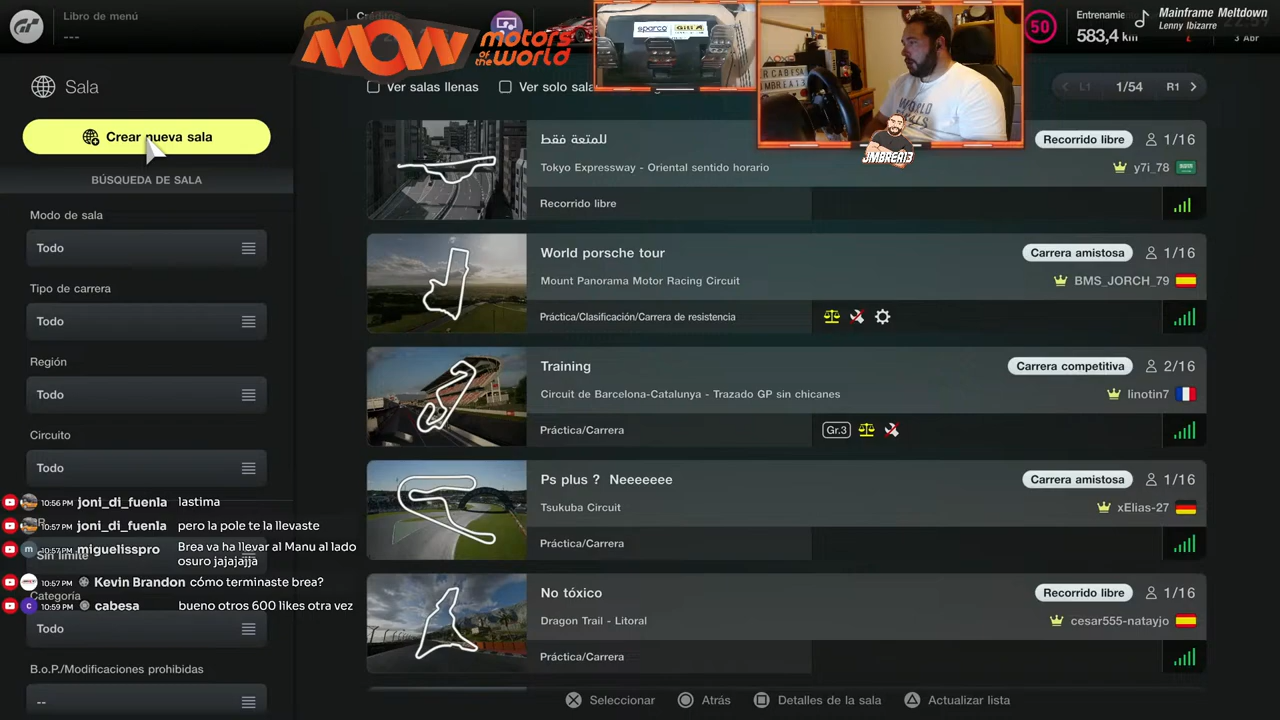 Libro de menú
---
Sala
Crear nueva sala
BÚSQUEDA DE SALA
Modo de sala
Todo
Tipo de carrera
Todo
Región
Todo
Circuito
Todo
Sin límite
Categoría
Todo
B.o.P./Modificaciones prohibidas
--
10:56 PM joni_di_fuenla lastima
10:57 PM joni_di_fuenla pero la pole te la llevaste
10:57 PM miguelisspro Brea va ha llevar al Manu al lado
osuro jajajajja
10:57 PM Kevin Brandon cómo terminaste brea?
10:59 PM cabesa bueno otros 600 likes otra vez
MOW motors
of the world
sparco
JMBREA13
50
583,4 km
Mainframe Meltdown
Lenny Ibizarre
3 Abr
Ver salas llenas
L1 1/54 R1
للمتعة فقط
Recorrido libre 1/16
Tokyo Expressway - Oriental sentido horario
y7i_78
Recorrido libre
World porsche tour
Carrera amistosa 1/16
Mount Panorama Motor Racing Circuit
BMS_JORCH_79
Práctica/Clasificación/Carrera de resistencia
Training
Carrera competitiva 2/16
Circuit de Barcelona-Catalunya - Trazado GP sin chicanes
linotin7
Práctica/Carrera
Gr.3
Ps plus ? Neeeeeee
Carrera amistosa 1/16
Tsukuba Circuit
xElias-27
Práctica/Carrera
No tóxico
Recorrido libre 1/16
Dragon Trail - Litoral
cesar555-natayjo
Práctica/Carrera
Seleccionar
Atrás
Detalles de la sala
Actualizar lista